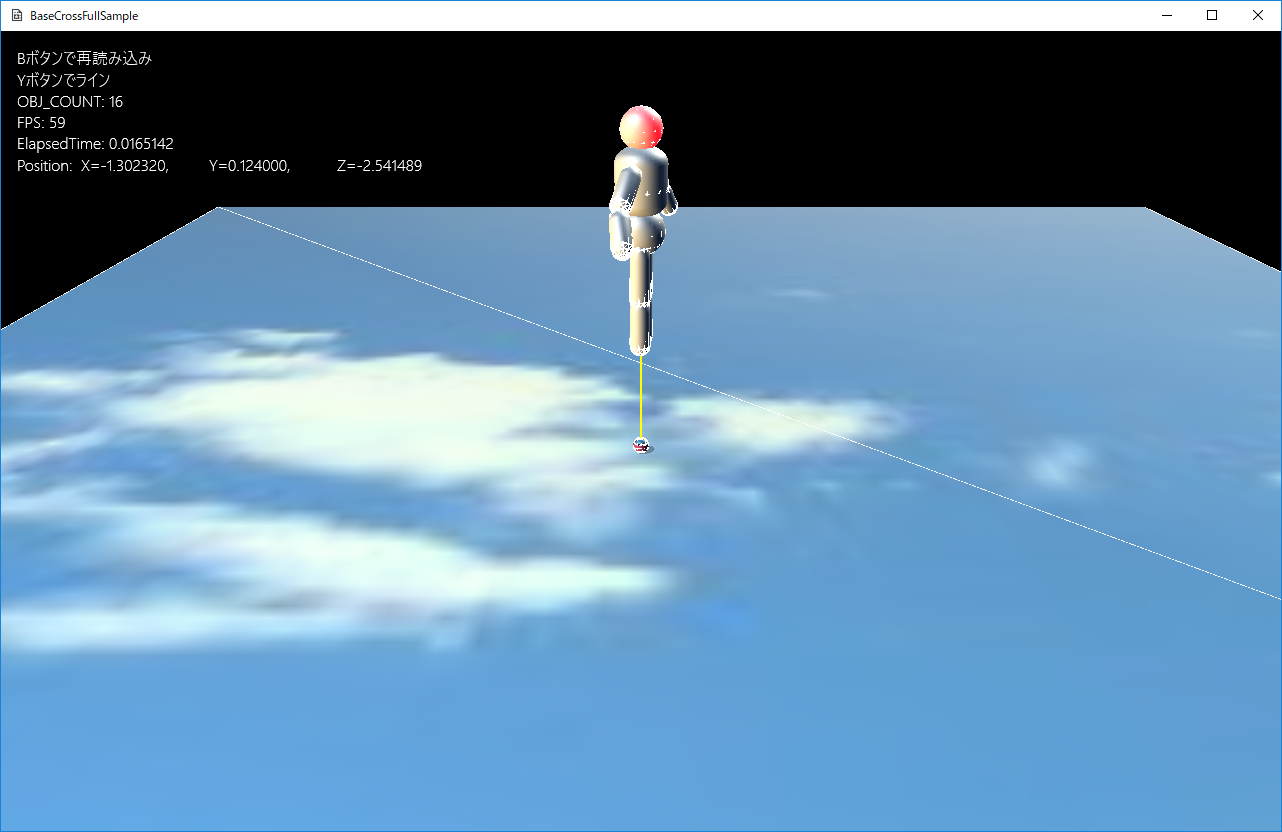 BaseCrossFullSample
Bボタンで再読み込み
Yボタンでライン
OBJ_COUNT: 16
FPS: 59
ElapsedTime: 0.0165142
Position: X=-1.302320, Y=0.124000, Z=-2.541489